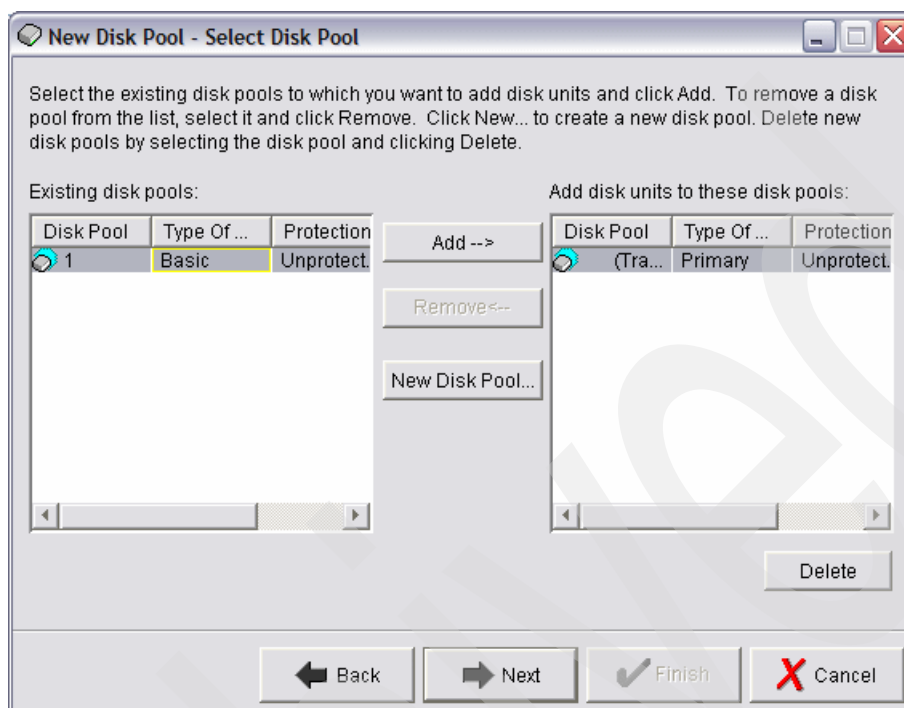 New Disk Pool - Select Disk Pool
Select the existing disk pools to which you want to add disk units and click Add. To remove a disk
pool from the list, select it and click Remove. Click New... to create a new disk pool. Delete new
disk pools by selecting the disk pool and clicking Delete.
Existing disk pools:
Disk Pool Type Of ... Protection
1 Basic Unprotect.
Add -->
Remove<--
New Disk Pool...
Add disk units to these disk pools:
Disk Pool Type Of ... Protection
(Tra... Primary Unprotect.
Delete
Back Next Finish Cancel